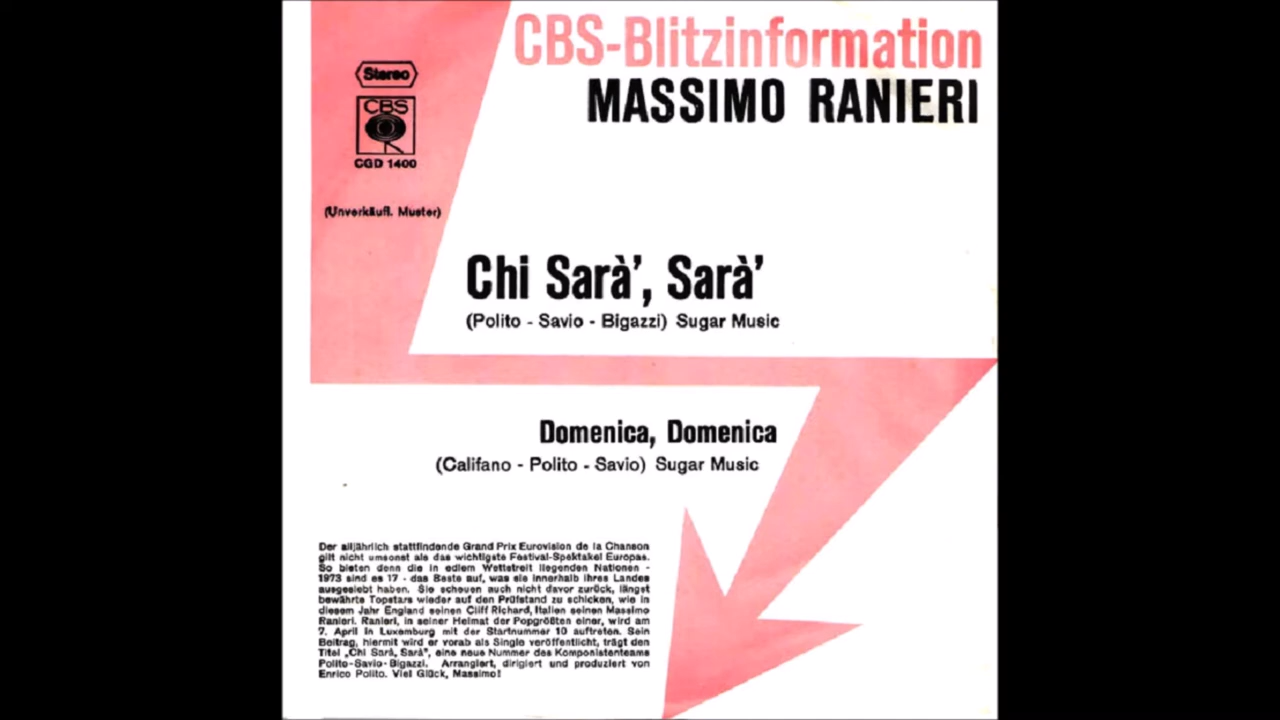 CBS-Blitzinformation
MASSIMO RANIERI
Stereo
CBS
CGD 1400
(Unverkäufl. Muster)
Chi Sarà', Sarà'
(Polito - Savio - Bigazzi) Sugar Music
Domenica, Domenica
(Califano - Polito - Savio) Sugar Music
Der alljährlich stattfindende Grand Prix Eurovision de la Chanson
gilt nicht umsonst als das wichtigste Festival-Spektakel Europas.
So bieten denn die in edlem Wettstreit liegenden Nationen -
1973 sind es 17 - das Beste auf, was sie innerhalb ihres Landes
ausgesiebt haben. Sie scheuen auch nicht davor zurück, längst
bewährte Topstars wieder auf den Prüfstand zu schicken, wie in
diesem Jahr England seinen Cliff Richard, Italien seinen Massimo
Ranieri. Ranieri, in seiner Heimat der Popgrößten einer, wird am
7. April in Luxemburg mit der Startnummer 10 auftreten. Sein
Beitrag, hiermit wird er vorab als Single veröffentlicht, trägt den
Titel „Chi Sarà, Sarà", eine neue Nummer des Komponistenteams
Polito-Savio-Bigazzi. Arrangiert, dirigiert und produziert von
Enrico Polito. Viel Glück, Massimo!